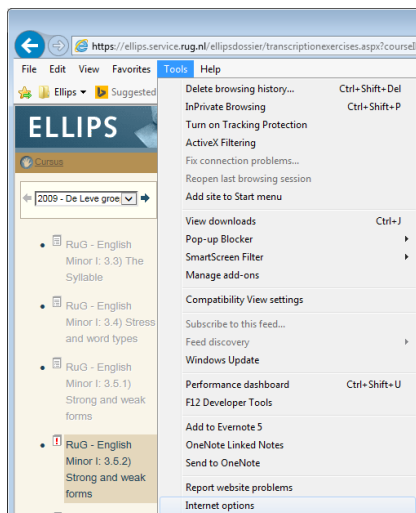 https://ellips.service.rug.nl/ellipsdossier/transcriptionexercises.aspx?courseI
File Edit View Favorites Tools Help
Ellips Suggested
ELLIPS
Cursus
2009 - De Leve groe
RuG - English
Minor I: 3.3) The
Syllable
RuG - English
Minor I: 3.4) Stress
and word types
RuG - English
Minor I: 3.5.1)
Strong and weak
forms
RuG - English
Minor I: 3.5.2)
Strong and weak
forms
Delete browsing history... Ctrl+Shift+Del
InPrivate Browsing Ctrl+Shift+P
Turn on Tracking Protection
ActiveX Filtering
Fix connection problems...
Reopen last browsing session
Add site to Start menu
View downloads Ctrl+J
Pop-up Blocker
SmartScreen Filter
Manage add-ons
Compatibility View settings
Subscribe to this feed...
Feed discovery
Windows Update
Performance dashboard Ctrl+Shift+U
F12 Developer Tools
Add to Evernote 5
OneNote Linked Notes
Send to OneNote
Report website problems
Internet options